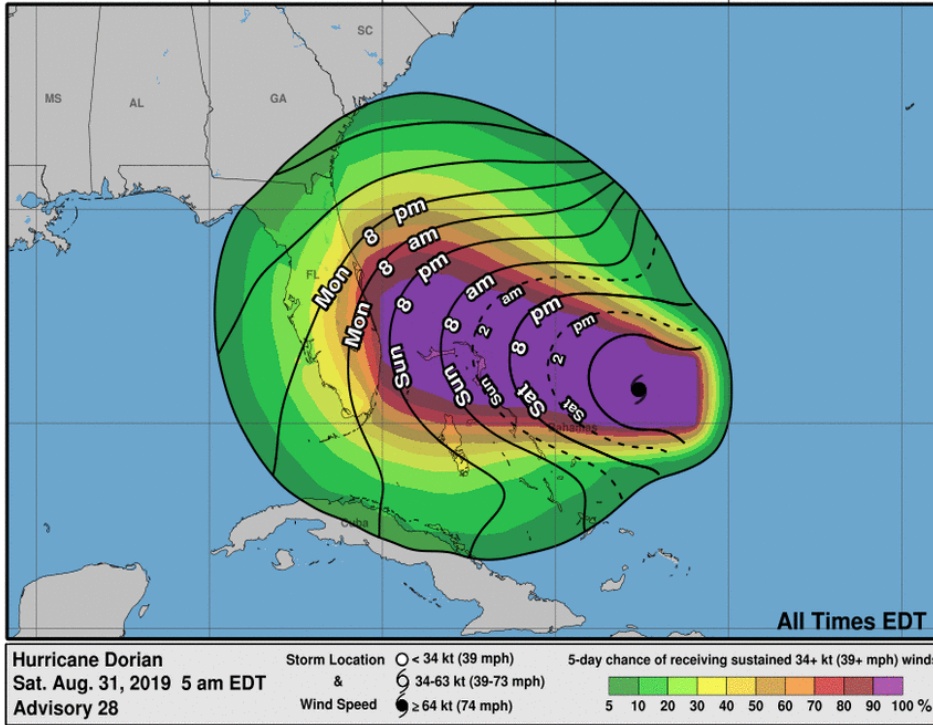 SC
MS
AL
GA
FL
Mon 8 pm
Mon 8 am
Sun 8 pm
Sun 8 am
Sun 2 am
Sat 8 pm
Sat 2 pm
Bahamas
Cuba
All Times EDT
Hurricane Dorian
Sat. Aug. 31, 2019 5 am EDT
Advisory 28
Storm Location
&
Wind Speed
< 34 kt (39 mph)
34-63 kt (39-73 mph)
≥ 64 kt (74 mph)
5-day chance of receiving sustained 34+ kt (39+ mph) winds
5 10 20 30 40 50 60 70 80 90 100 %